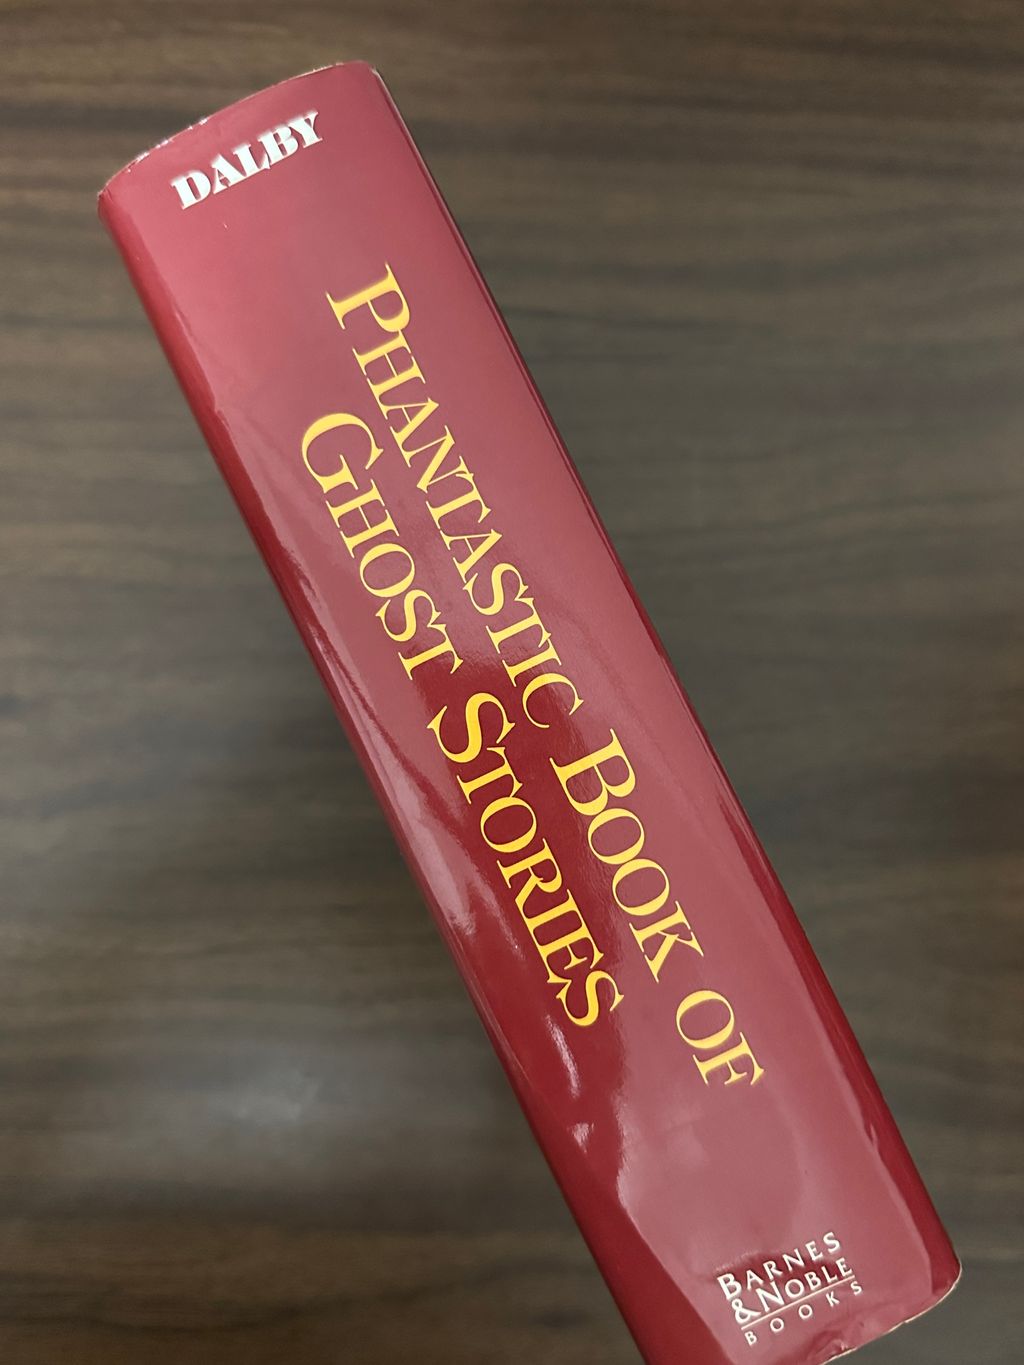 DALBY
PHANTASTIC BOOK OF
GHOST STORIES
BARNES
& NOBLE
BOOKS